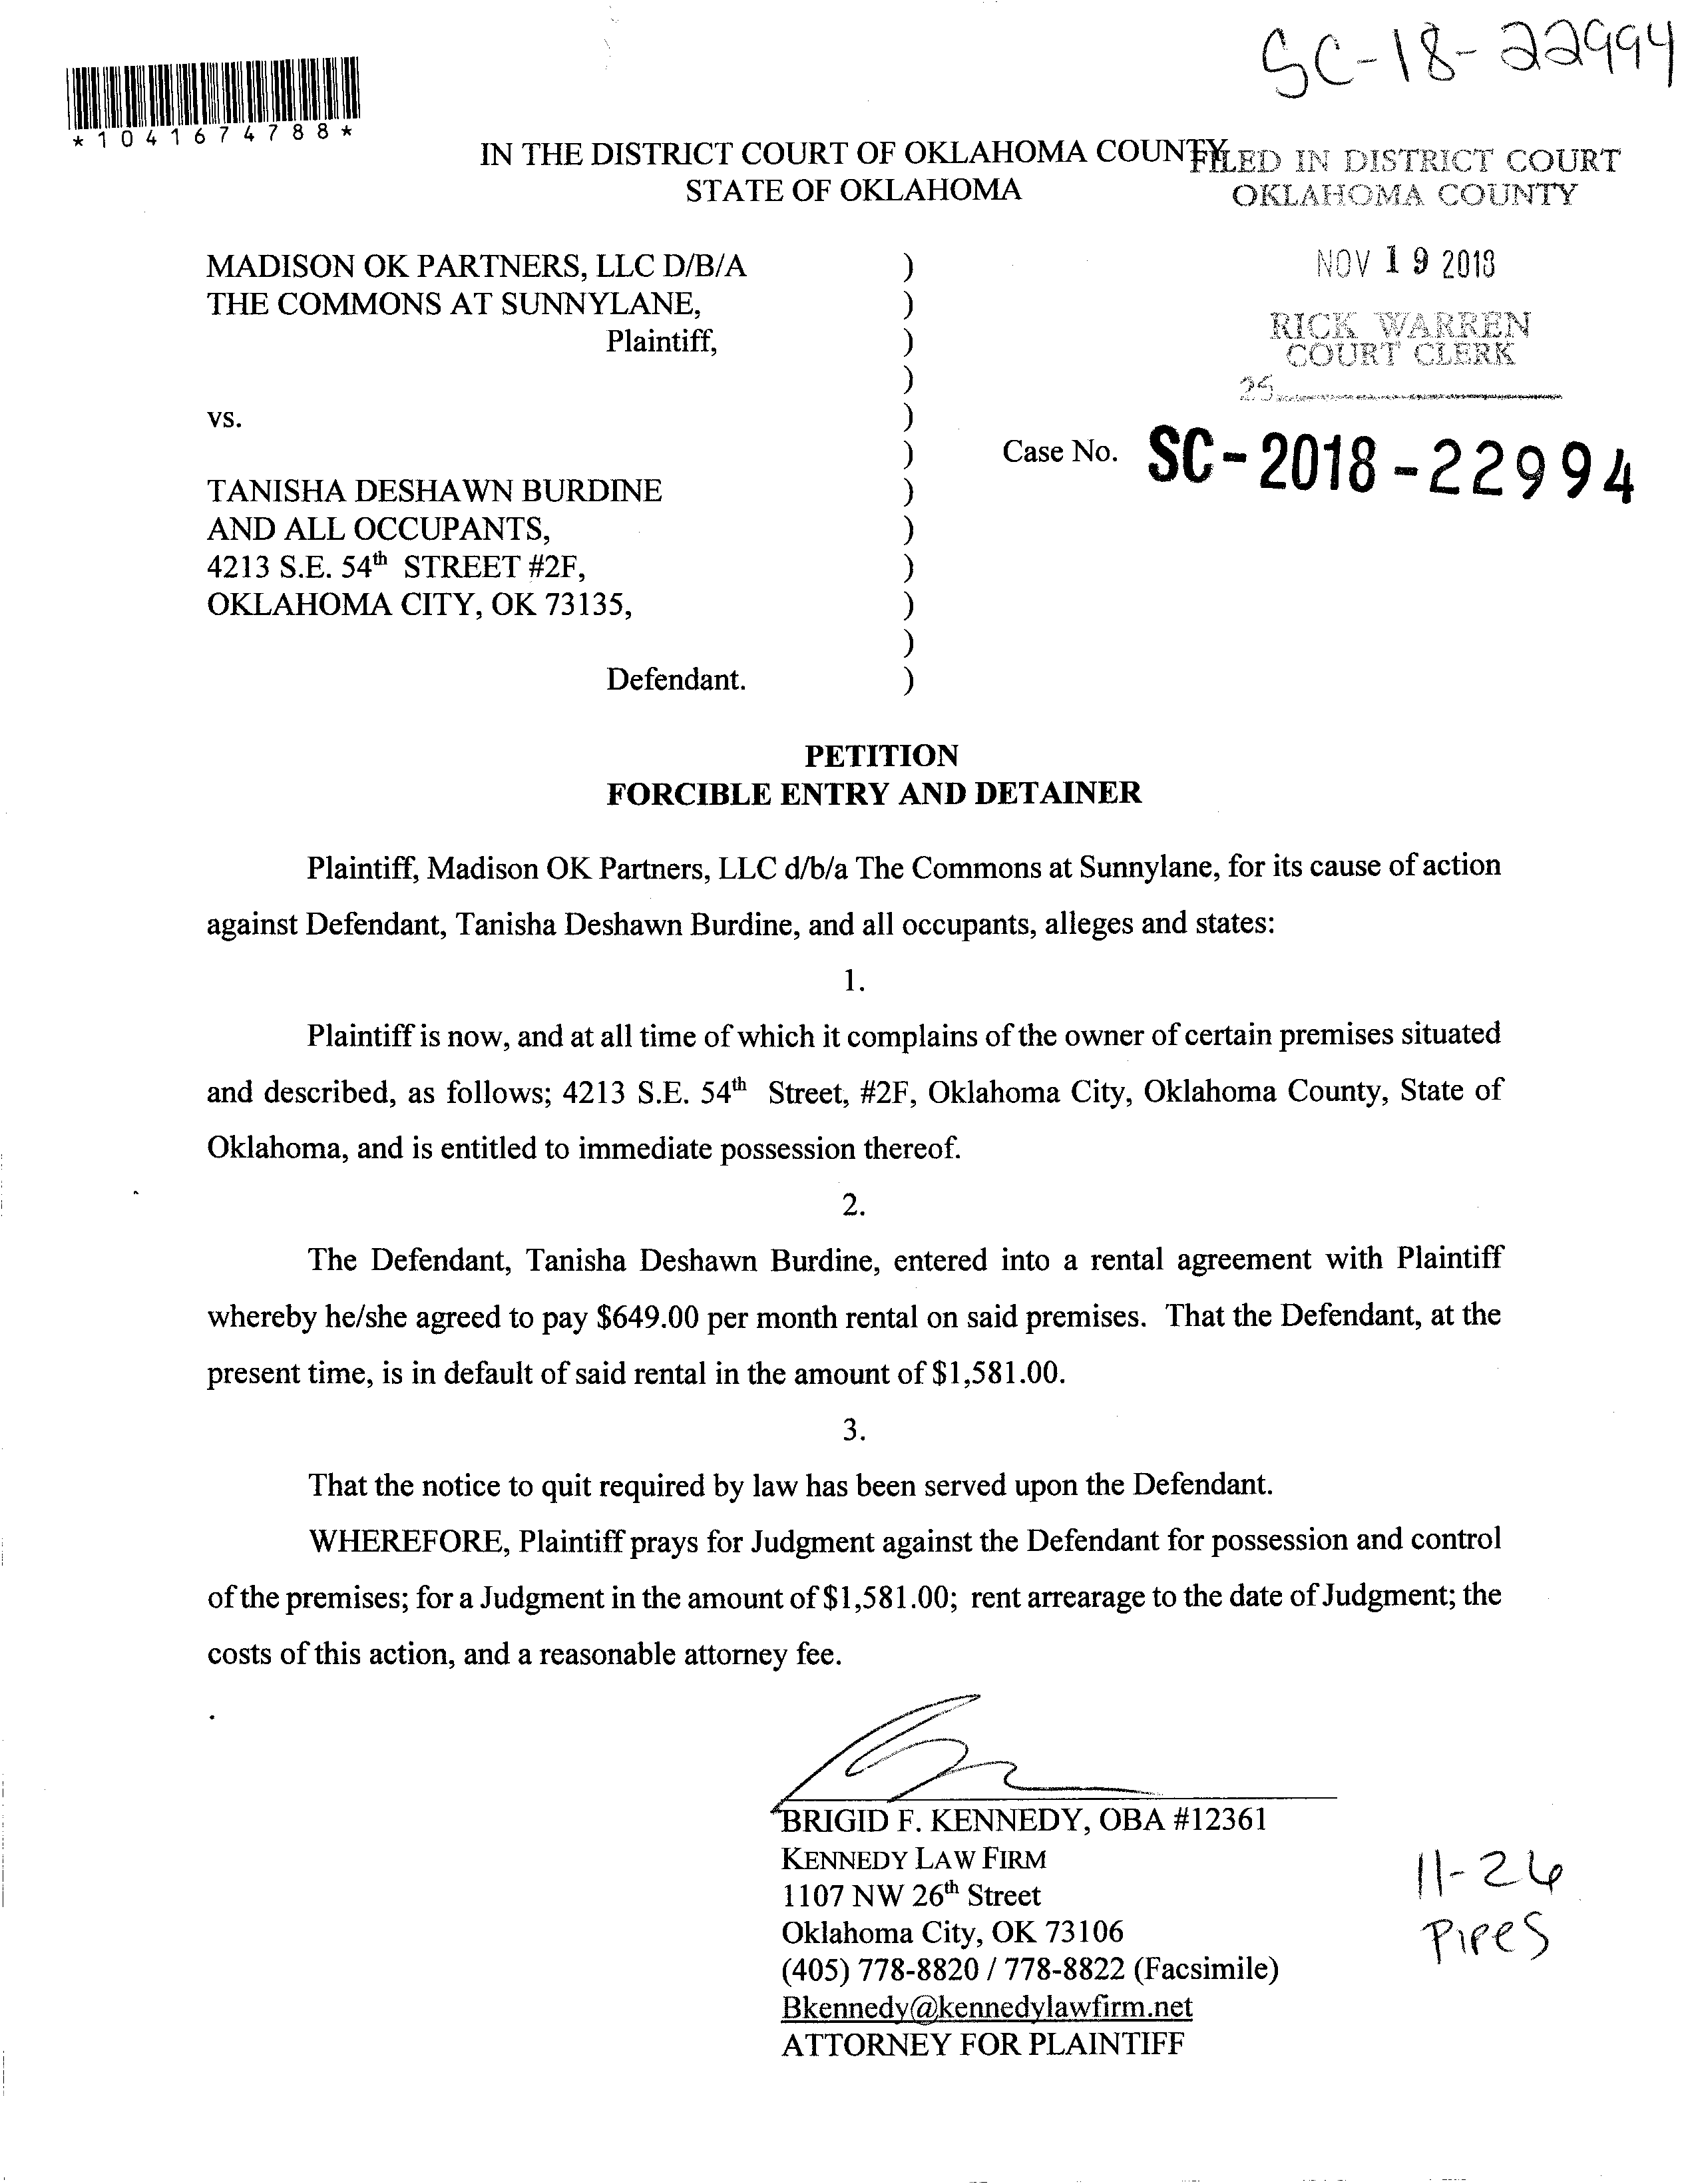 SC-18-22994
*1041674788*
IN THE DISTRICT COURT OF OKLAHOMA COUNTY
STATE OF OKLAHOMA
FILED IN DISTRICT COURT
OKLAHOMA COUNTY
NOV 19 2018
RICK WARREN
COURT CLERK
25
MADISON OK PARTNERS, LLC D/B/A )
THE COMMONS AT SUNNYLANE, )
Plaintiff, )
)
vs. )
) Case No. SC-2018-22994
TANISHA DESHAWN BURDINE )
AND ALL OCCUPANTS, )
4213 S.E. 54th STREET #2F, )
OKLAHOMA CITY, OK 73135, )
)
Defendant. )
PETITION
FORCIBLE ENTRY AND DETAINER
Plaintiff, Madison OK Partners, LLC d/b/a The Commons at Sunnylane, for its cause of action
against Defendant, Tanisha Deshawn Burdine, and all occupants, alleges and states:
1.
Plaintiff is now, and at all time of which it complains of the owner of certain premises situated
and described, as follows; 4213 S.E. 54th Street, #2F, Oklahoma City, Oklahoma County, State of
Oklahoma, and is entitled to immediate possession thereof.
2.
The Defendant, Tanisha Deshawn Burdine, entered into a rental agreement with Plaintiff
whereby he/she agreed to pay $649.00 per month rental on said premises. That the Defendant, at the
present time, is in default of said rental in the amount of $1,581.00.
3.
That the notice to quit required by law has been served upon the Defendant.
WHEREFORE, Plaintiff prays for Judgment against the Defendant for possession and control
of the premises; for a Judgment in the amount of $1,581.00; rent arrearage to the date of Judgment; the
costs of this action, and a reasonable attorney fee.
BRIGID F. KENNEDY, OBA #12361
KENNEDY LAW FIRM
1107 NW 26th Street
Oklahoma City, OK 73106
(405) 778-8820 / 778-8822 (Facsimile)
Bkennedy@kennedylawfirm.net
ATTORNEY FOR PLAINTIFF
11-26
Pipes